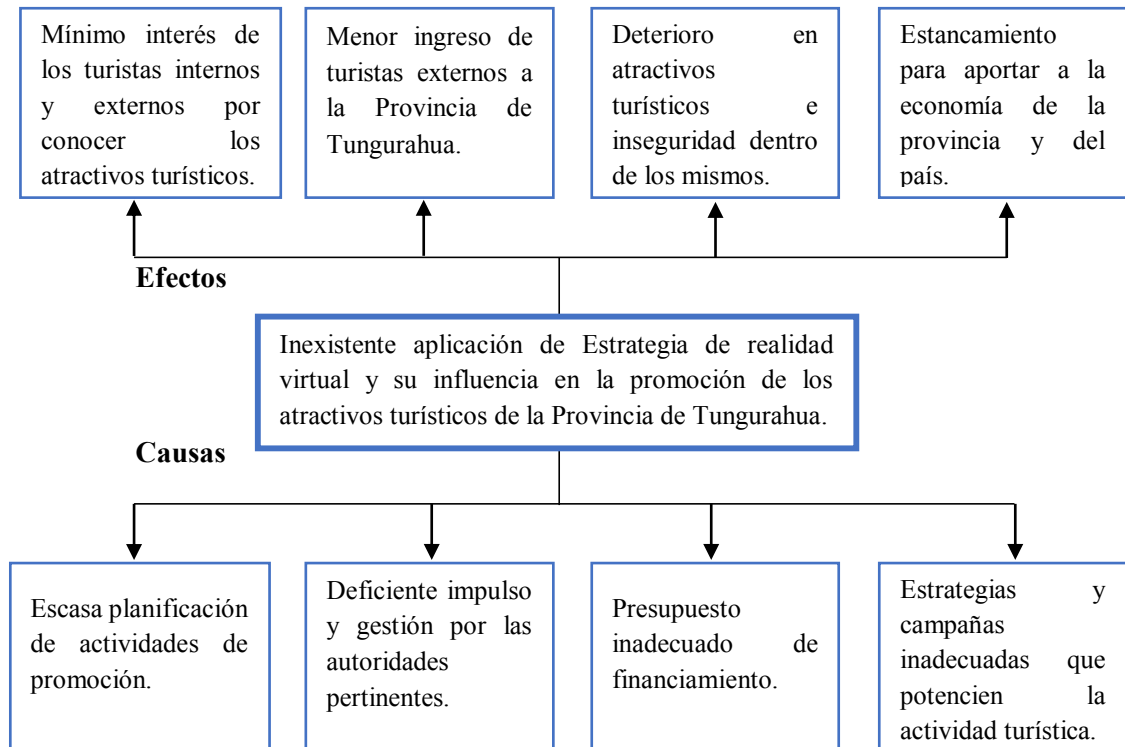 Mínimo interés de
los turistas internos
y externos por
conocer los
atractivos turísticos.
Menor ingreso de
turistas externos a
la Provincia de
Tungurahua.
Deterioro en
atractivos
turísticos e
inseguridad dentro
de los mismos.
Estancamiento
para aportar a la
economía de la
provincia y del
país.
Efectos
Inexistente aplicación de Estrategia de realidad
virtual y su influencia en la promoción de los
atractivos turísticos de la Provincia de Tungurahua.
Causas
Escasa planificación
de actividades de
promoción.
Deficiente impulso
y gestión por las
autoridades
pertinentes.
Presupuesto
inadecuado de
financiamiento.
Estrategias y
campañas
inadecuadas que
potencien la
actividad turística.